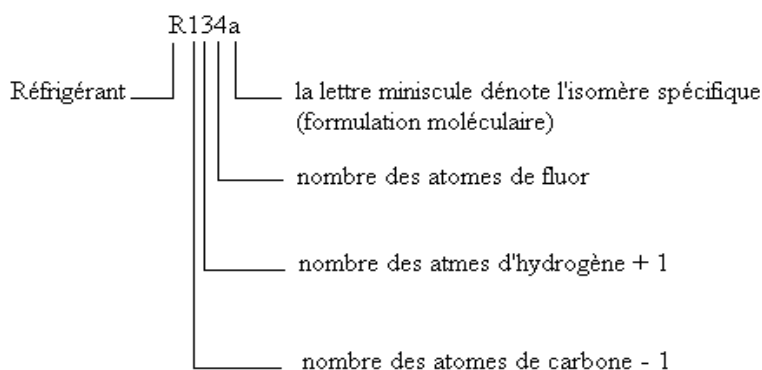 R134a
Réfrigérant
la lettre miniscule dénote l'isomère spécifique
(formulation moléculaire)
nombre des atomes de fluor
nombre des atmes d'hydrogène + 1
nombre des atomes de carbone - 1